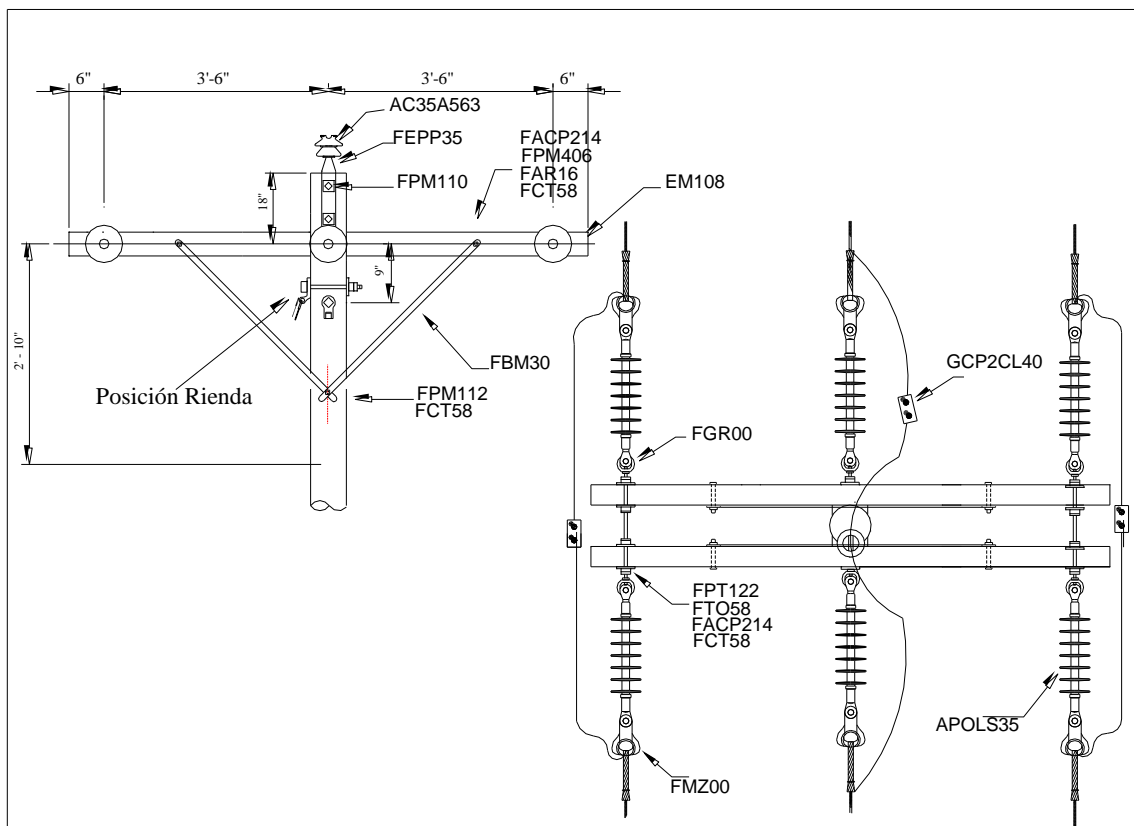 6"
3'-6"
3'-6"
6"
AC35A563
FEPP35
FACP214
FPM406
FAR16
FCT58
FPM110
EM108
18"
9"
2' - 10"
Posición Rienda
FBM30
FPM112
FCT58
GCP2CL40
FGR00
FPT122
FTO58
FACP214
FCT58
APOLS35
FMZ00